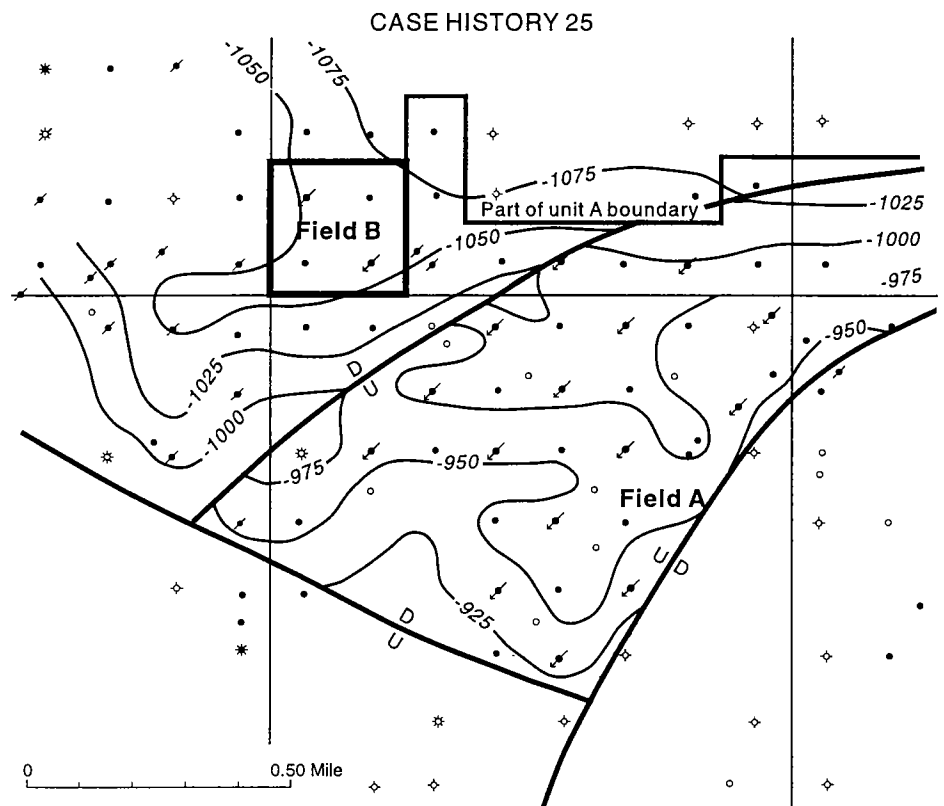 CASE HISTORY 25
-1050
-1075
-1075
-1025
Part of unit A boundary
Field B
-1050
-1000
-975
-950
D
U
-1025
-1000
-975
-950
Field A
U D
-925
D
U
0
0.50 Mile